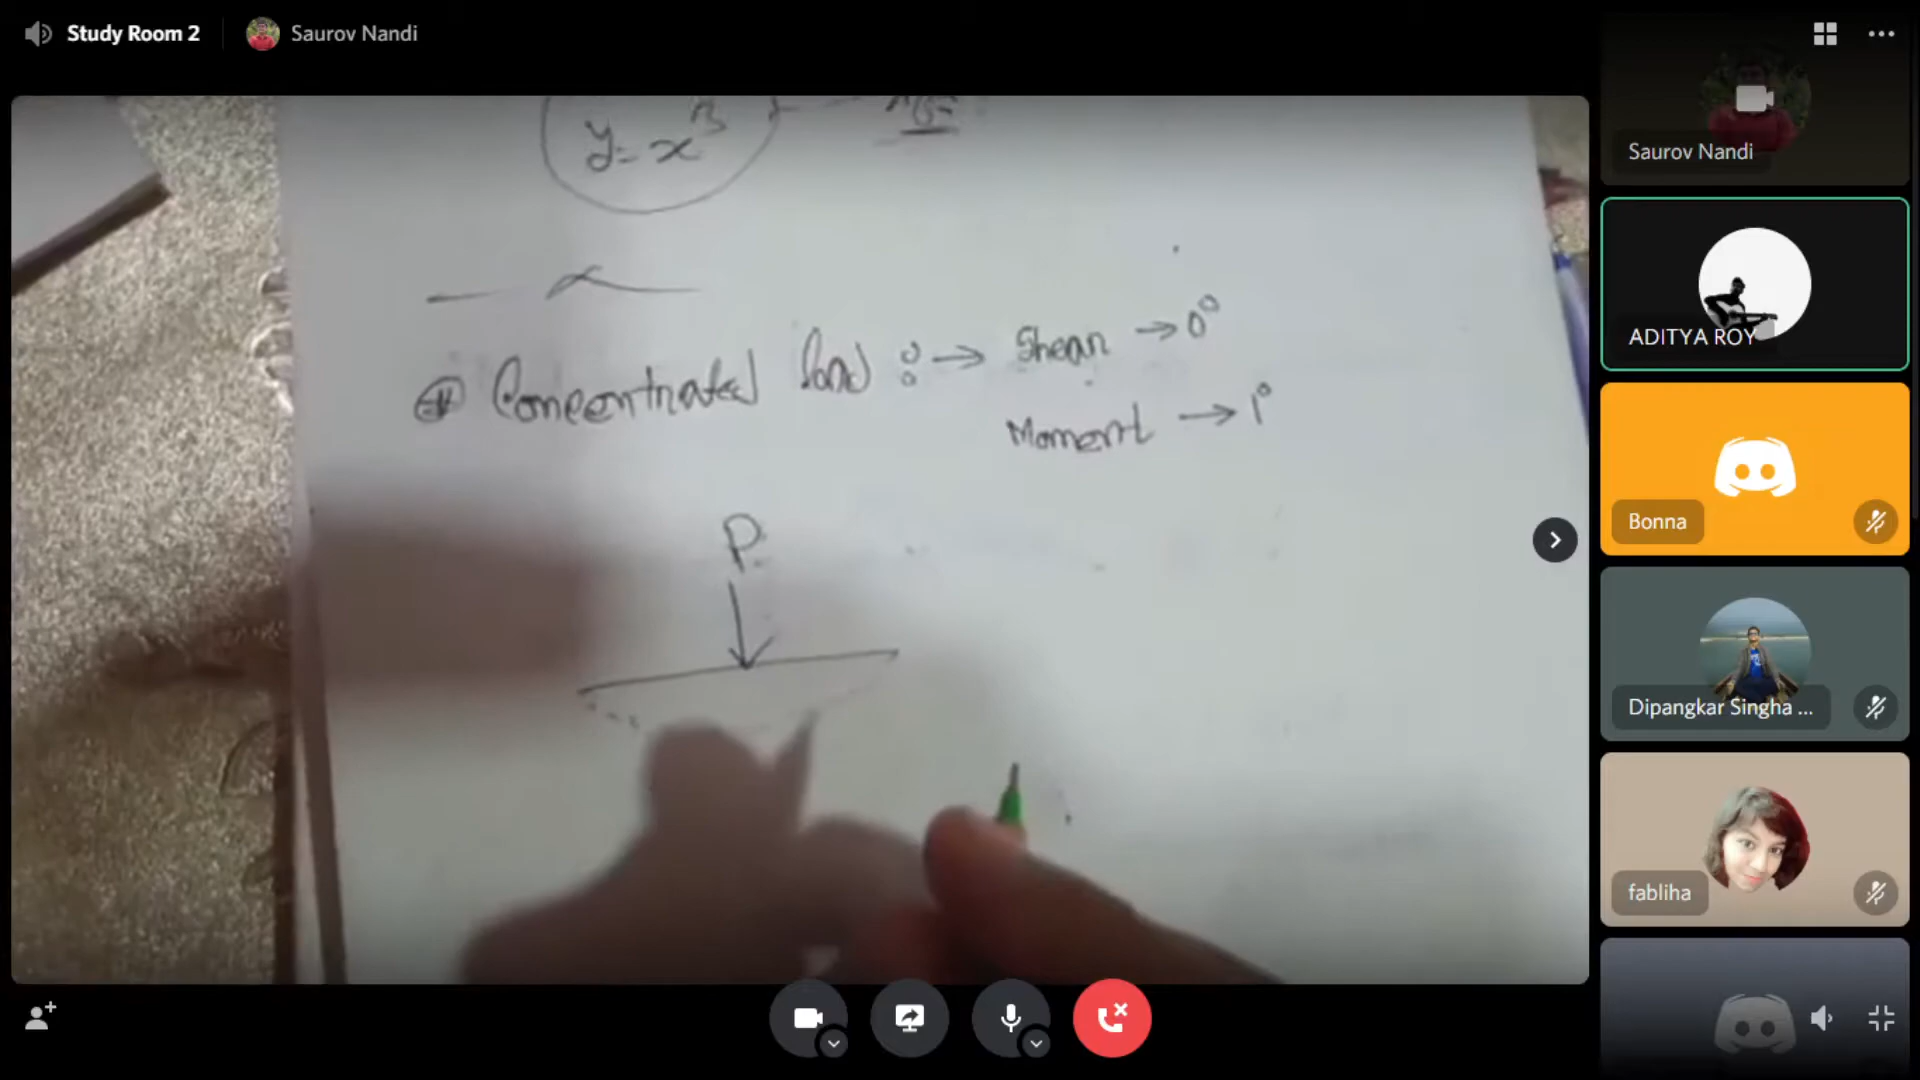 Study Room 2
Saurov Nandi
y = x³
Concentrated load : → Shear → 0°
Moment → 1°
P
Saurov Nandi
ADITYA ROY
Bonna
Dipangkar Singha ...
fabliha